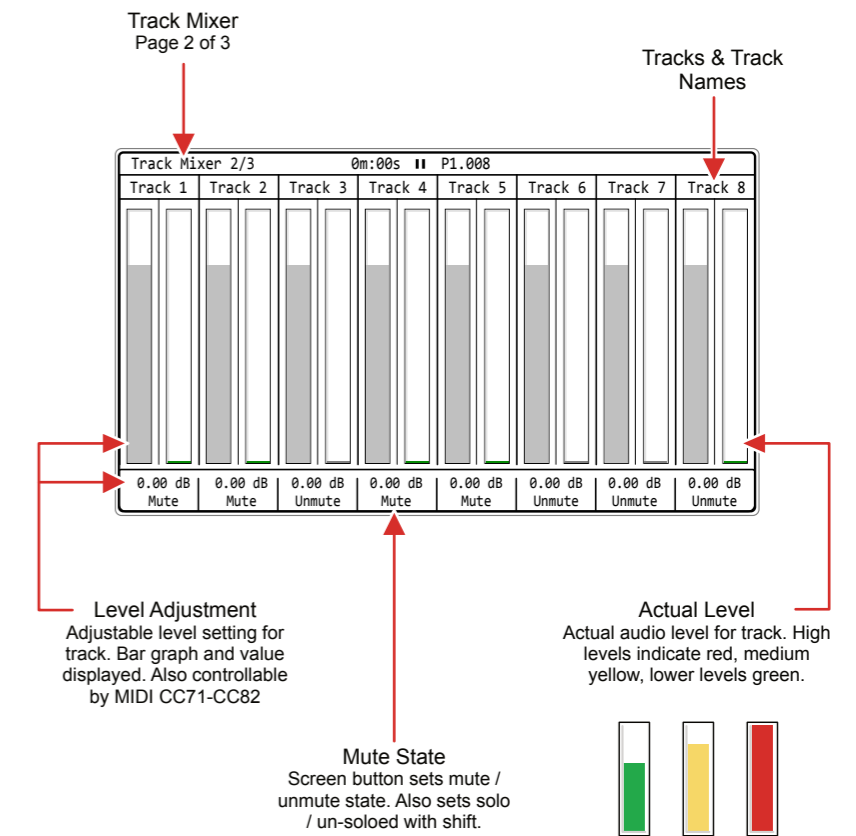 Track Mixer
Page 2 of 3
Tracks & Track
Names
Track Mixer 2/3 0m:00s P1.008
Track 1 Track 2 Track 3 Track 4 Track 5 Track 6 Track 7 Track 8
0.00 dB 0.00 dB 0.00 dB 0.00 dB 0.00 dB 0.00 dB 0.00 dB 0.00 dB
Mute Mute Unmute Mute Mute Unmute Unmute Unmute
Level Adjustment
Adjustable level setting for
track. Bar graph and value
displayed. Also controllable
by MIDI CC71-CC82
Actual Level
Actual audio level for track. High
levels indicate red, medium
yellow, lower levels green.
Mute State
Screen button sets mute /
unmute state. Also sets solo
/ un-soloed with shift.